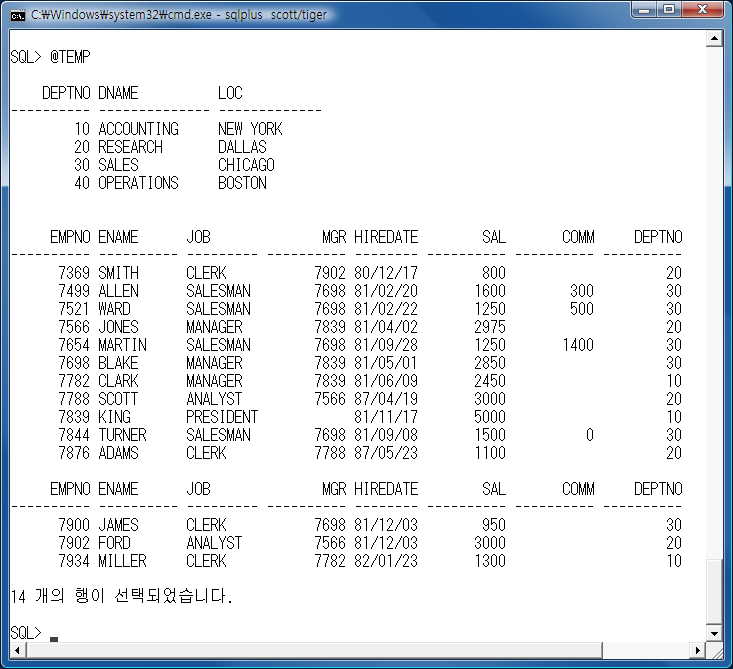 C:₩Windows₩system32₩cmd.exe - sqlplus  scott/tiger
SQL> @TEMP
    DEPTNO DNAME          LOC
---------- -------------- -------------
        10 ACCOUNTING     NEW YORK
        20 RESEARCH       DALLAS
        30 SALES          CHICAGO
        40 OPERATIONS     BOSTON
     EMPNO ENAME      JOB              MGR HIREDATE        SAL       COMM     DEPTNO
---------- ---------- --------- ---------- -------- ---------- ---------- ----------
      7369 SMITH      CLERK           7902 80/12/17        800                    20
      7499 ALLEN      SALESMAN        7698 81/02/20       1600        300         30
      7521 WARD       SALESMAN        7698 81/02/22       1250        500         30
      7566 JONES      MANAGER         7839 81/04/02       2975                    20
      7654 MARTIN     SALESMAN        7698 81/09/28       1250       1400         30
      7698 BLAKE      MANAGER         7839 81/05/01       2850                    30
      7782 CLARK      MANAGER         7839 81/06/09       2450                    10
      7788 SCOTT      ANALYST         7566 87/04/19       3000                    20
      7839 KING       PRESIDENT            81/11/17       5000                    10
      7844 TURNER     SALESMAN        7698 81/09/08       1500          0         30
      7876 ADAMS      CLERK           7788 87/05/23       1100                    20
     EMPNO ENAME      JOB              MGR HIREDATE        SAL       COMM     DEPTNO
---------- ---------- --------- ---------- -------- ---------- ---------- ----------
      7900 JAMES      CLERK           7698 81/12/03        950                    30
      7902 FORD       ANALYST         7566 81/12/03       3000                    20
      7934 MILLER     CLERK           7782 82/01/23       1300                    10
14 개의 행이 선택되었습니다.
SQL>